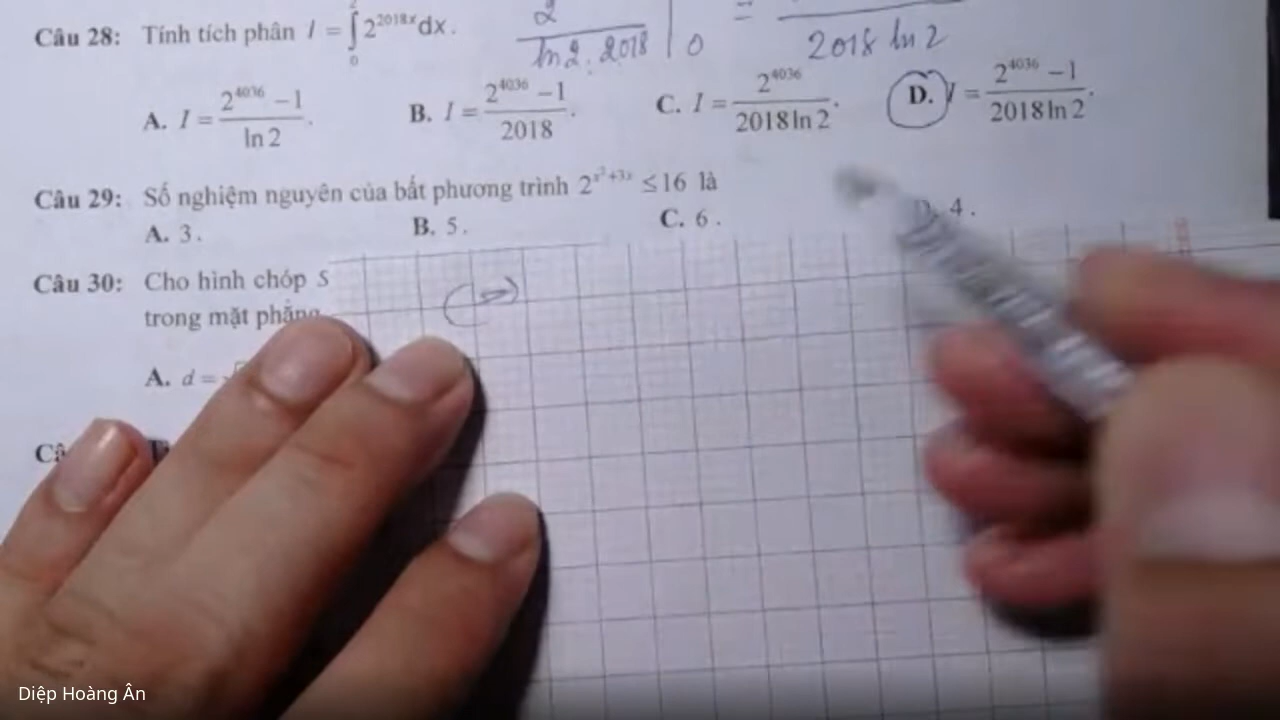 Câu 28: Tính tích phân I = ∫₀² 2^{2018x} dx.
ln2 . 2018 | 0 = 2018 ln 2
A. I = (2^{4036} − 1)/(ln 2). B. I = (2^{4036} − 1)/2018. C. I = 2^{4036}/(2018 ln 2). D. I = (2^{4036} − 1)/(2018 ln 2).
Câu 29: Số nghiệm nguyên của bất phương trình 2^{x²+3x} ≤ 16 là
A. 3. B. 5. C. 6. D. 4.
Câu 30: Cho hình chóp S
trong mặt phẳng
A. d =
Diệp Hoàng Ân